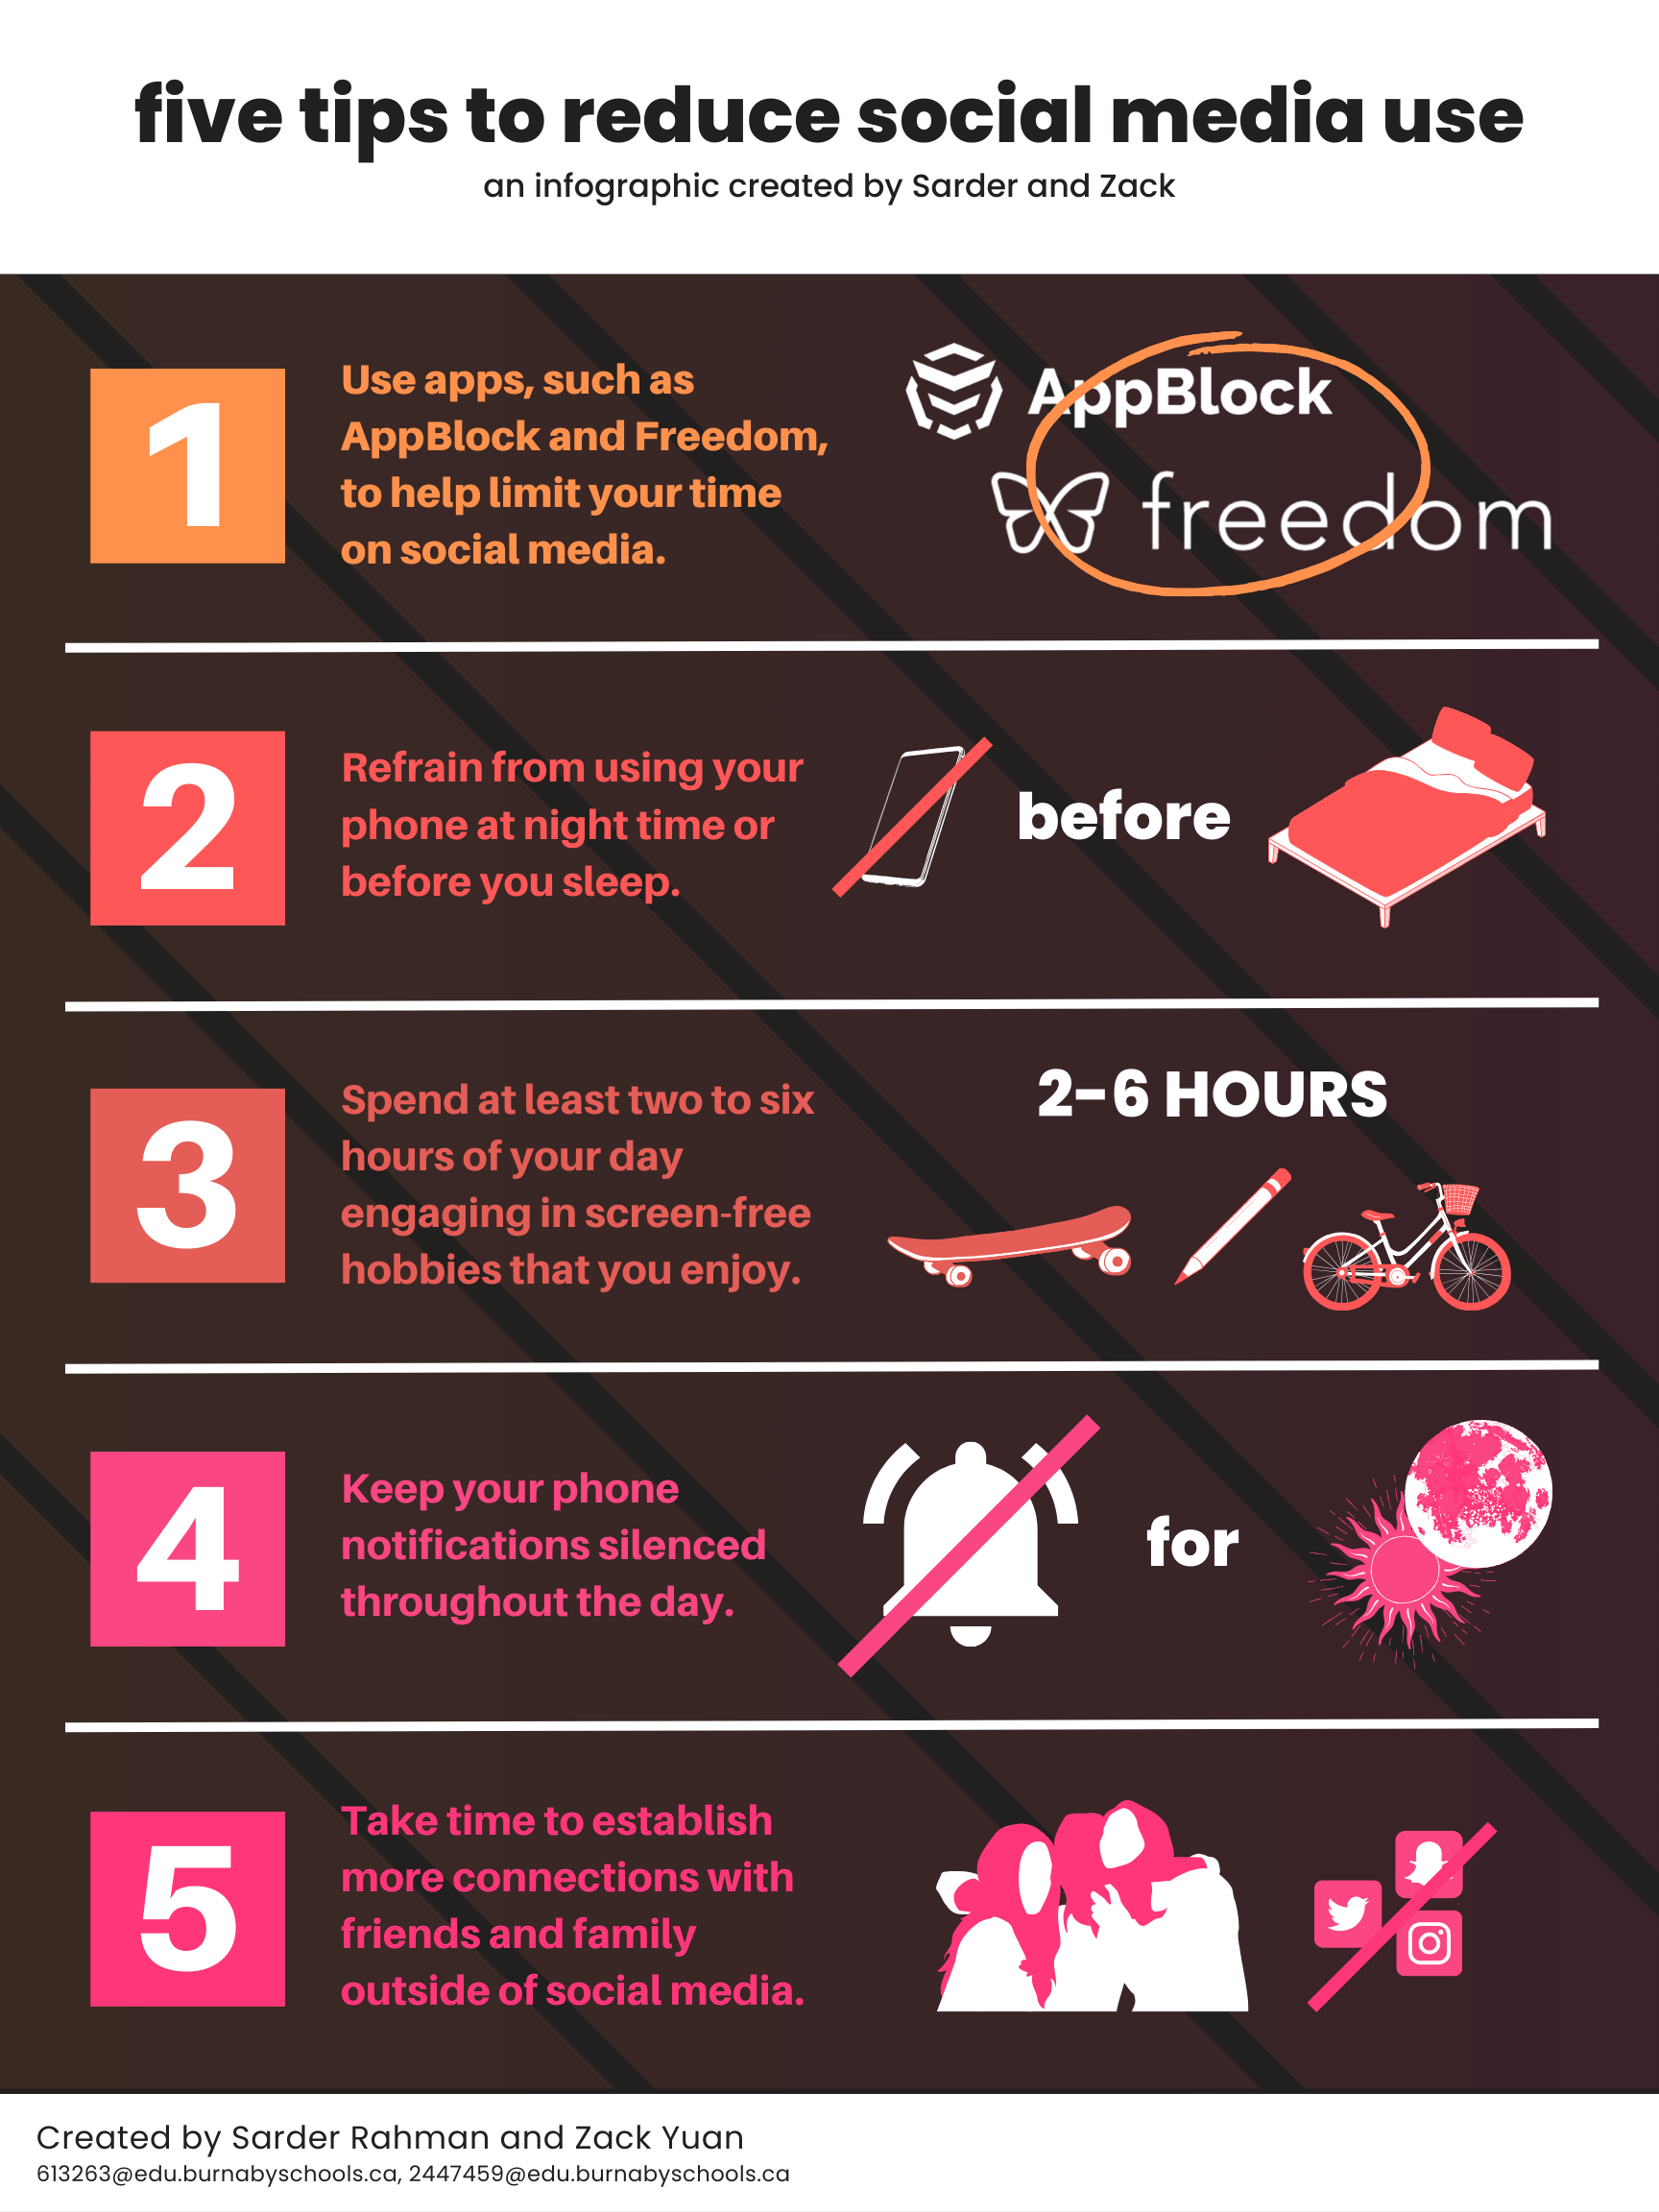 five tips to reduce social media use
an infographic created by Sarder and Zack
1
Use apps, such as
AppBlock and Freedom,
to help limit your time
on social media.
AppBlock
freedom
2
Refrain from using your
phone at night time or
before you sleep.
before
3
Spend at least two to six
hours of your day
engaging in screen-free
hobbies that you enjoy.
2-6 HOURS
4
Keep your phone
notifications silenced
throughout the day.
for
5
Take time to establish
more connections with
friends and family
outside of social media.
Created by Sarder Rahman and Zack Yuan
613263@edu.burnabyschools.ca, 2447459@edu.burnabyschools.ca